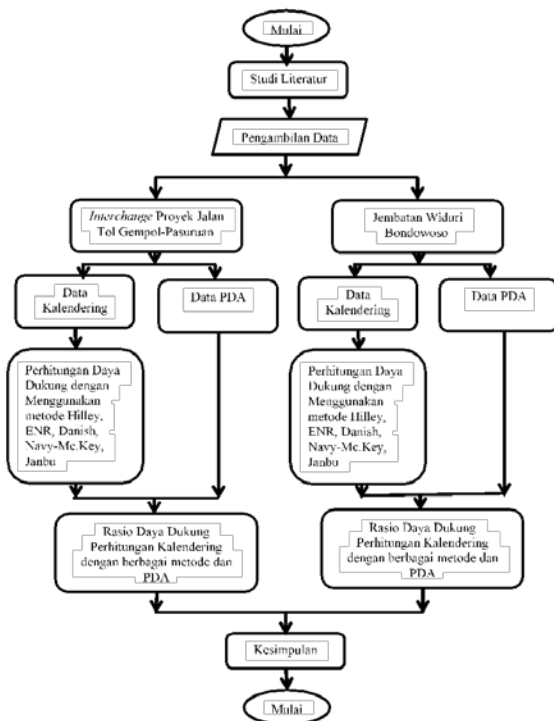 Mulai
Studi Literatur
Pengambilan Data
Interchange Proyek Jalan
Tol Gempol-Pasuruan
Jembatan Widuri
Bondowoso
Data
Kalendering
Data PDA
Data
Kalendering
Data PDA
Perhitungan Daya
Dukung dengan
Menggunakan
metode Hilley,
ENR, Danish,
Navy-Mc.Key,
Janbu
Perhitungan Daya
Dukung dengan
Menggunakan
metode Hilley,
ENR, Danish,
Navy-Mc.Key,
Janbu
Rasio Daya Dukung
Perhitungan Kalendering
dengan berbagai metode dan
PDA
Rasio Daya Dukung
Perhitungan Kalendering
dengan berbagai metode dan
PDA
Kesimpulan
Mulai